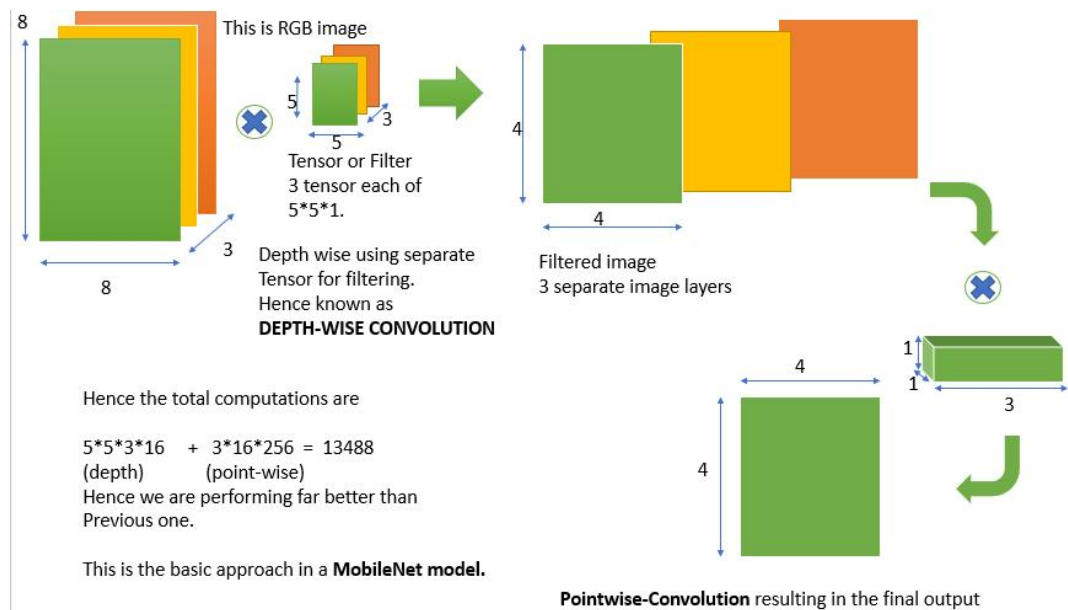 8
This is RGB image
5
3
5
8
3
Tensor or Filter
3 tensor each of
5*5*1.
Depth wise using separate
Tensor for filtering.
Hence known as
DEPTH-WISE CONVOLUTION
4
4
Filtered image
3 separate image layers
1
1
3
4
4
Hence the total computations are
5*5*3*16 + 3*16*256 = 13488
(depth) (point-wise)
Hence we are performing far better than
Previous one.
This is the basic approach in a MobileNet model.
Pointwise-Convolution resulting in the final output